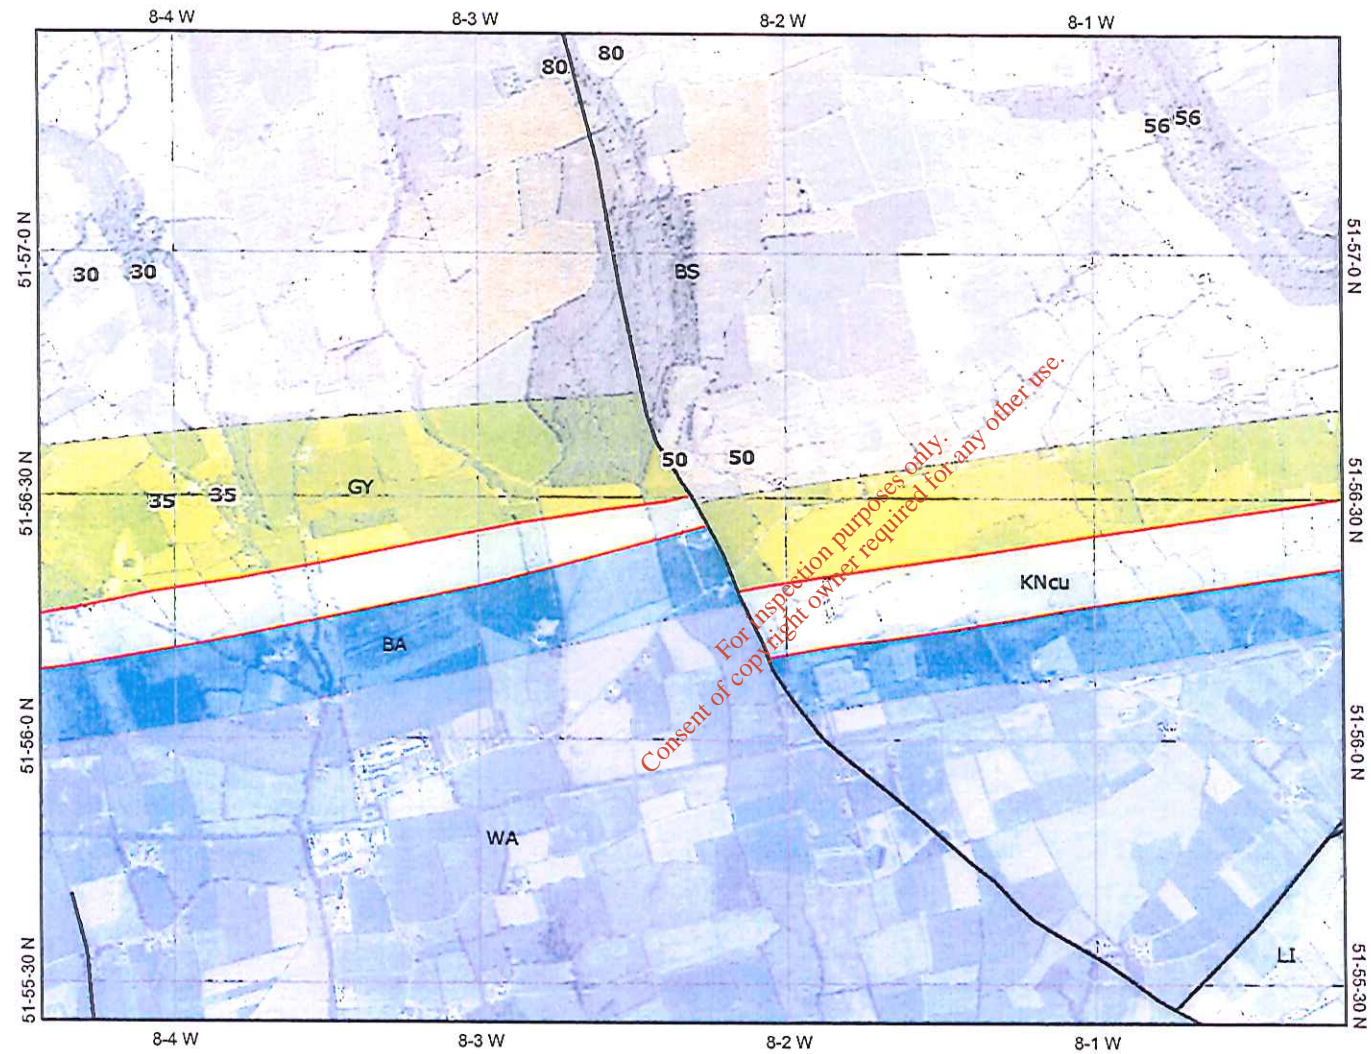 8-4 W
8-3 W
8-2 W
8-1 W
80
80
56
56
51-57-0 N
51-57-0 N
30
30
BS
50
50
51-56-30 N
51-56-30 N
35
35
GY
For inspection purposes only.
Consent of copyright owner required for any other use.
KNcu
BA
51-56-0 N
51-56-0 N
WA
LI
51-55-30 N
51-55-30 N
8-4 W
8-3 W
8-2 W
8-1 W